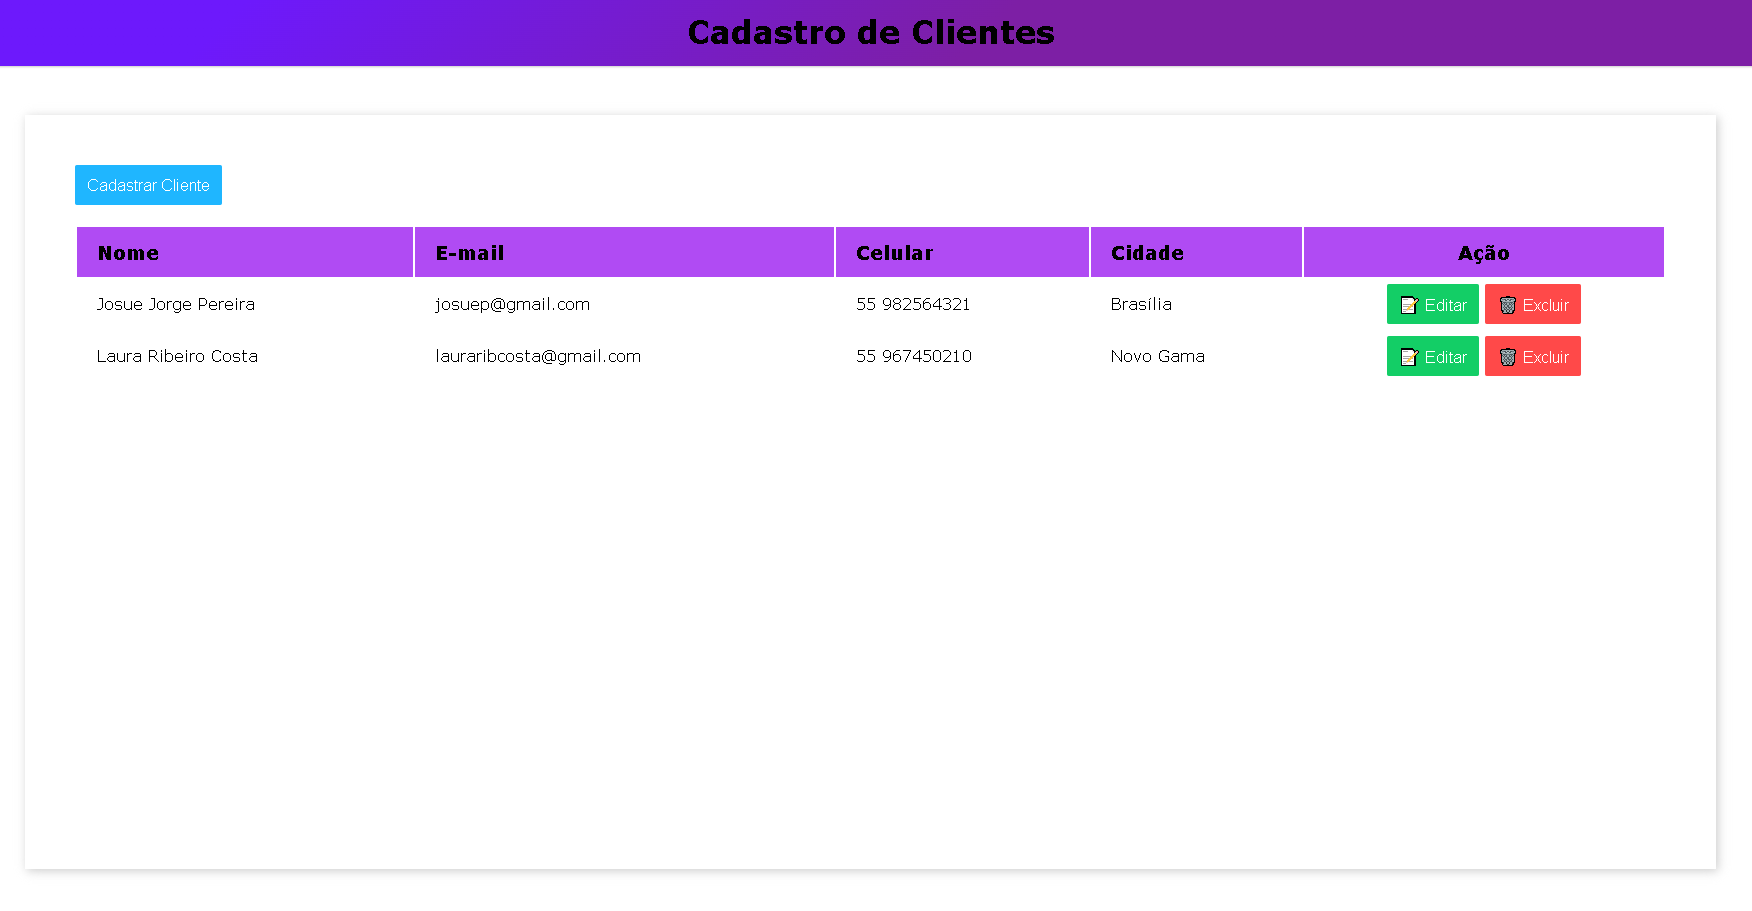 Cadastro de Clientes
Cadastrar Cliente
Nome E-mail Celular Cidade Ação
Josue Jorge Pereira josuep@gmail.com 55 982564321 Brasília Editar Excluir
Laura Ribeiro Costa lauraribcosta@gmail.com 55 967450210 Novo Gama Editar Excluir